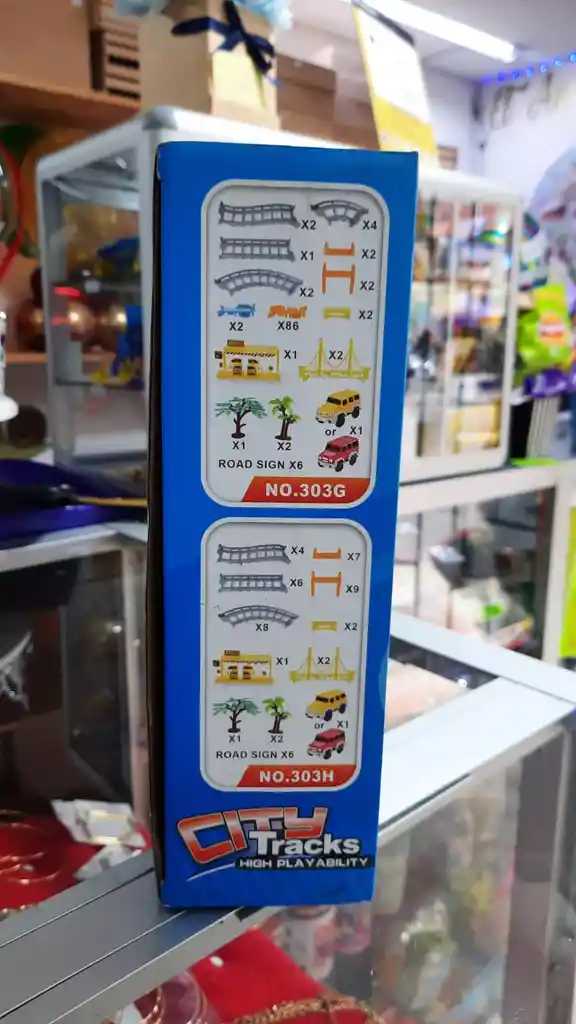 X2 X4
X1 X2
X2 X2
X2 X86 X2
X1 X2
X1 X2 or X1
ROAD SIGN X6
NO.303G
X4 X7
X6 X9
X8 X2
X1 X2
X1 X2 or X1
ROAD SIGN X6
NO.303H
CITY
Tracks
HIGH PLAYABILITY